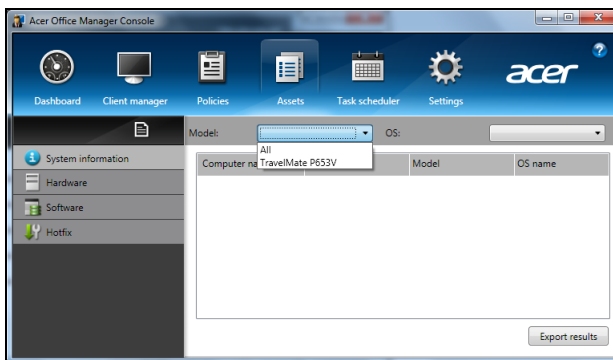 Acer Office Manager Console
acer
Dashboard Client manager Policies Assets Task scheduler Settings
Model: OS:
All
TravelMate P653V
System information
Hardware
Software
Hotfix
Computer na Model OS name
Export results